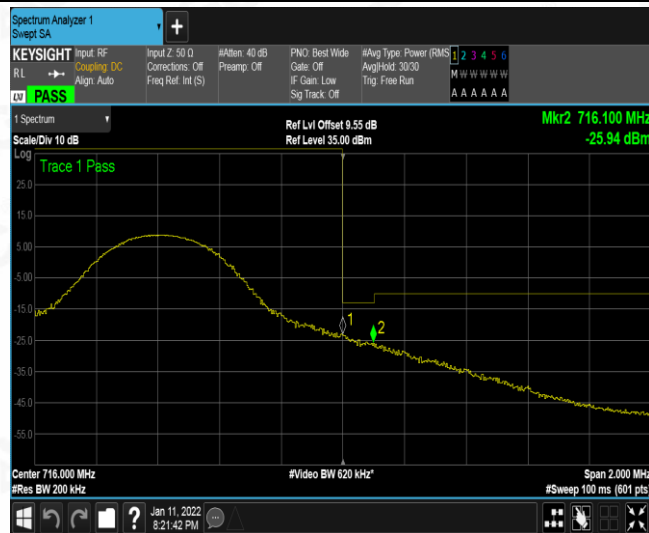 Spectrum Analyzer 1
Swept SA
+
KEYSIGHT Input: RF Input Z: 50 Ω #Atten: 40 dB PNO: Best Wide #Avg Type: Power (RMS 1 2 3 4 5 6
RL Coupling: DC Corrections: Off Preamp: Off Gate: Off Avg|Hold: 30/30 M W W W W W
Align: Auto Freq Ref: Int (S) IF Gain: Low Trig: Free Run
LXI PASS Sig Track: Off A A A A A A
1 Spectrum Ref Lvl Offset 9.55 dB Mkr2 716.100 MHz
Scale/Div 10 dB Ref Level 35.00 dBm -25.94 dBm
Log
Trace 1 Pass
25.0
15.0
5.00
-5.00
-15.0
1
2
-25.0
-35.0
-45.0
-55.0
Center 716.000 MHz #Video BW 620 kHz* Span 2.000 MHz
#Res BW 200 kHz #Sweep 100 ms (601 pts)
? Jan 11, 2022
8:21:42 PM